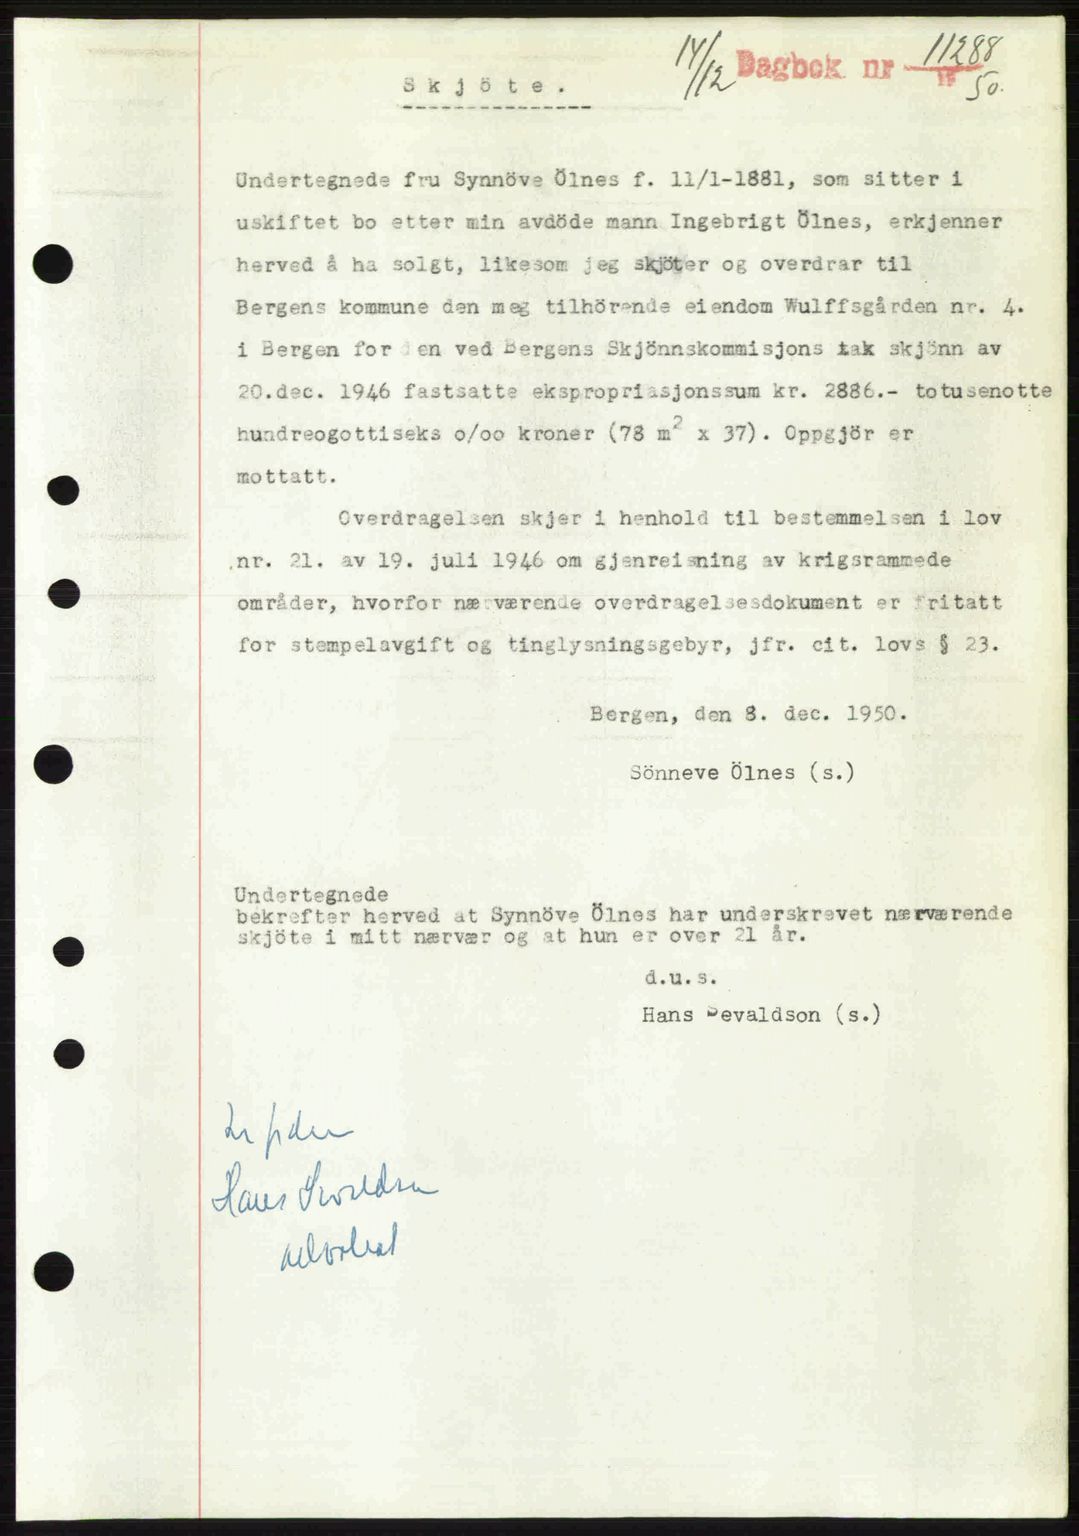 14/12 Dagbok nr 11288
50.
Skjöte.
Undertegnede fru Synnöve Ölnes f. 11/1-1881, som sitter i
uskiftet bo etter min avdöde mann Ingebrigt Ölnes, erkjenner
herved å ha solgt, likesom jeg skjöter og overdrar til
Bergens kommune den meg tilhörende eiendom Wulffsgården nr. 4.
i Bergen for den ved Bergens Skjönnskommisjons tak skjönn av
20.dec. 1946 fastsatte ekspropriasjonssum kr. 2886.- totusenotte
hundreogottiseks o/oo kroner (78 m² x 37). Oppgjör er
mottatt.
Overdragelsen skjer i henhold til bestemmelsen i lov
nr. 21. av 19. juli 1946 om gjenreisning av krigsrammede
områder, hvorfor nærværende overdragelsesdokument er fritatt
for stempelavgift og tinglysningsgebyr, jfr. cit. lovs § 23.
Bergen, den 8. dec. 1950.
Sönneve Ölnes (s.)
Undertegnede
bekrefter herved at Synnöve Ölnes har underskrevet nærværende
skjöte i mitt nærvær og at hun er over 21 år.
d.u.s.
Hans Sevaldson (s.)
Hans Sevaldson
advokat